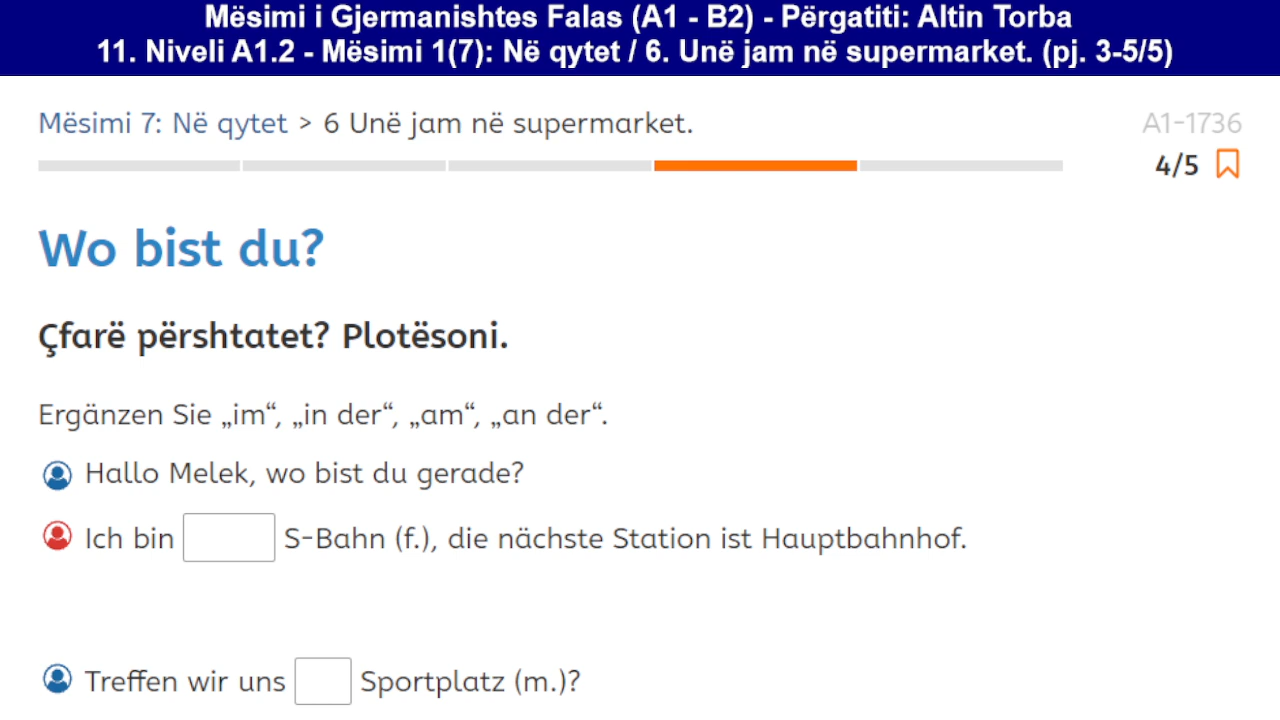 Mësimi i Gjermanishtes Falas (A1 - B2) - Përgatiti: Altin Torba
11. Niveli A1.2 - Mësimi 1(7): Në qytet / 6. Unë jam në supermarket. (pj. 3-5/5)
Mësimi 7: Në qytet > 6 Unë jam në supermarket.
A1-1736
4/5
Wo bist du?
Çfarë përshtatet? Plotësoni.
Ergänzen Sie „im“, „in der“, „am“, „an der“.
Hallo Melek, wo bist du gerade?
Ich bin S-Bahn (f.), die nächste Station ist Hauptbahnhof.
Treffen wir uns Sportplatz (m.)?